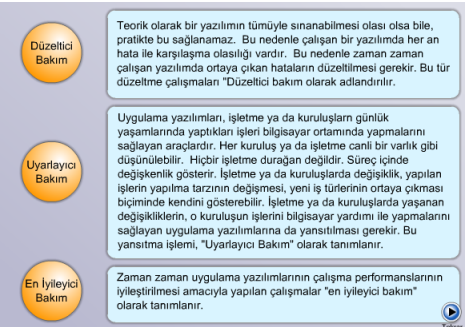 Düzeltici
Bakım
Teorik olarak bir yazılımın tümüyle sınanabilmesi olası olsa bile,
pratikte bu sağlanamaz. Bu nedenle çalışan bir yazılımda her an
hata ile karşılaşma olasılığı vardır. Bu nedenle zaman zaman
çalışan yazılımda ortaya çıkan hataların düzeltilmesi gerekir. Bu tür
düzeltme çalışmaları "Düzeltici bakım olarak adlandırılır.
Uyarlayıcı
Bakım
Uygulama yazılımları, işletme ya da kuruluşların günlük
yaşamlarında yaptıkları işleri bilgisayar ortamında yapmalarını
sağlayan araçlardır. Her kuruluş ya da işletme canli bir varlık gibi
düşünülebilir. Hiçbir işletme durağan değildir. Süreç içinde
değişkenlik gösterir. İşletme ya da kuruluşlarda değişiklik, yapılan
işlerin yapılma tarzının değişmesi, yeni iş türlerinin ortaya çıkması
biçiminde kendini gösterebilir. İşletme ya da kuruluşlarda yaşanan
değişikliklerin, o kuruluşun işlerini bilgisayar yardımı ile yapmalarını
sağlayan uygulama yazılımlarına da yansıtılması gerekir. Bu
yansıtma işlemi, "Uyarlayıcı Bakım" olarak tanımlanır.
En İyileyici
Bakım
Zaman zaman uygulama yazılımlarının çalışma performanslarının
iyileştirilmesi amacıyla yapılan çalışmalar "en iyileyici bakım"
olarak tanımlanır.